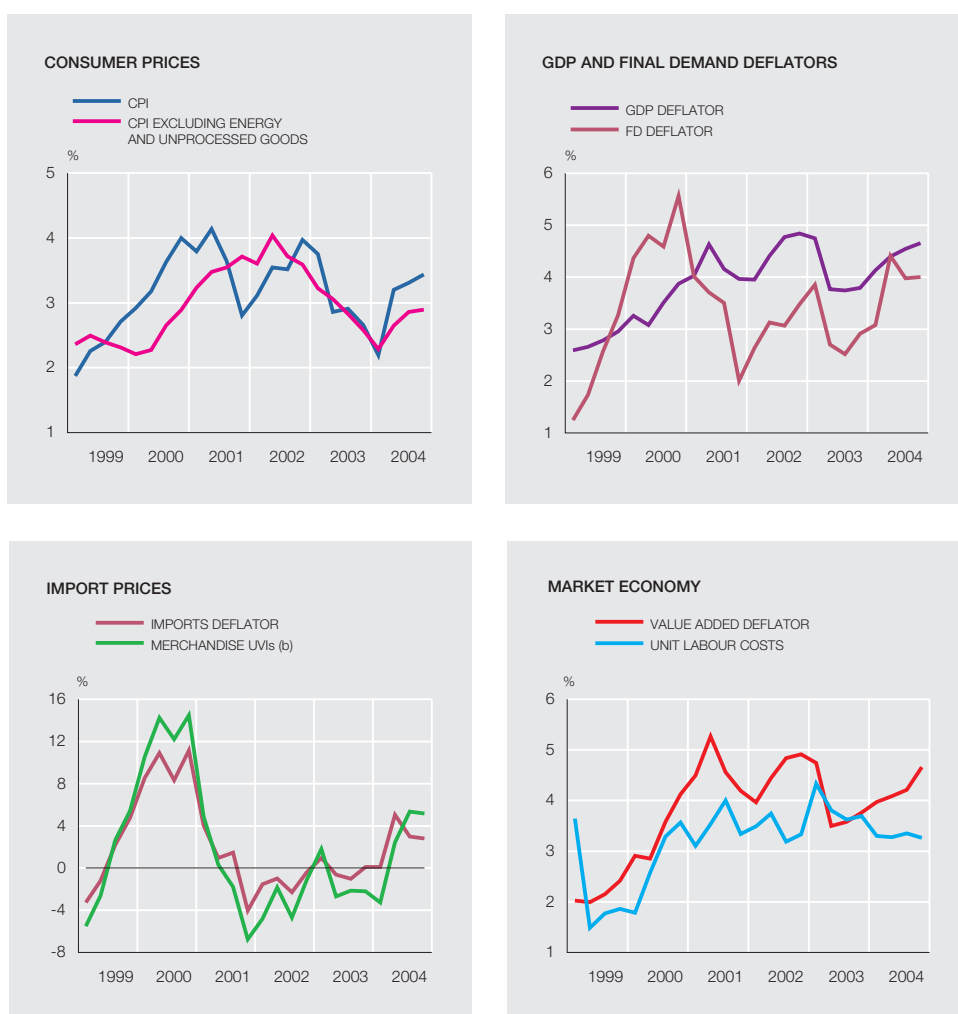 CONSUMER PRICES
CPI
CPI EXCLUDING ENERGY
AND UNPROCESSED GOODS
%
5
4
3
2
1
1999 2000 2001 2002 2003 2004
GDP AND FINAL DEMAND DEFLATORS
GDP DEFLATOR
FD DEFLATOR
%
6
5
4
3
2
1
1999 2000 2001 2002 2003 2004
IMPORT PRICES
IMPORTS DEFLATOR
MERCHANDISE UVIs (b)
%
16
12
8
4
0
-4
-8
1999 2000 2001 2002 2003 2004
MARKET ECONOMY
VALUE ADDED DEFLATOR
UNIT LABOUR COSTS
%
6
5
4
3
2
1
1999 2000 2001 2002 2003 2004